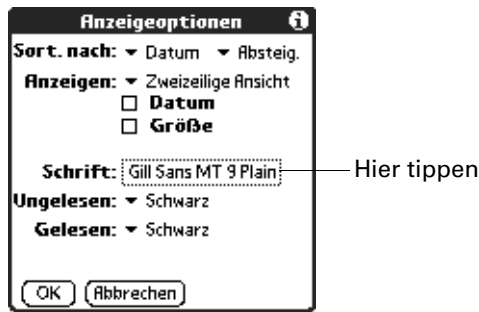 Anzeigeoptionen
Sort. nach: Datum Absteig.
Anzeigen: Zweizeilige Ansicht
Datum
Größe
Schrift: Gill Sans MT 9 Plain Hier tippen
Ungelesen: Schwarz
Gelesen: Schwarz
OK Abbrechen